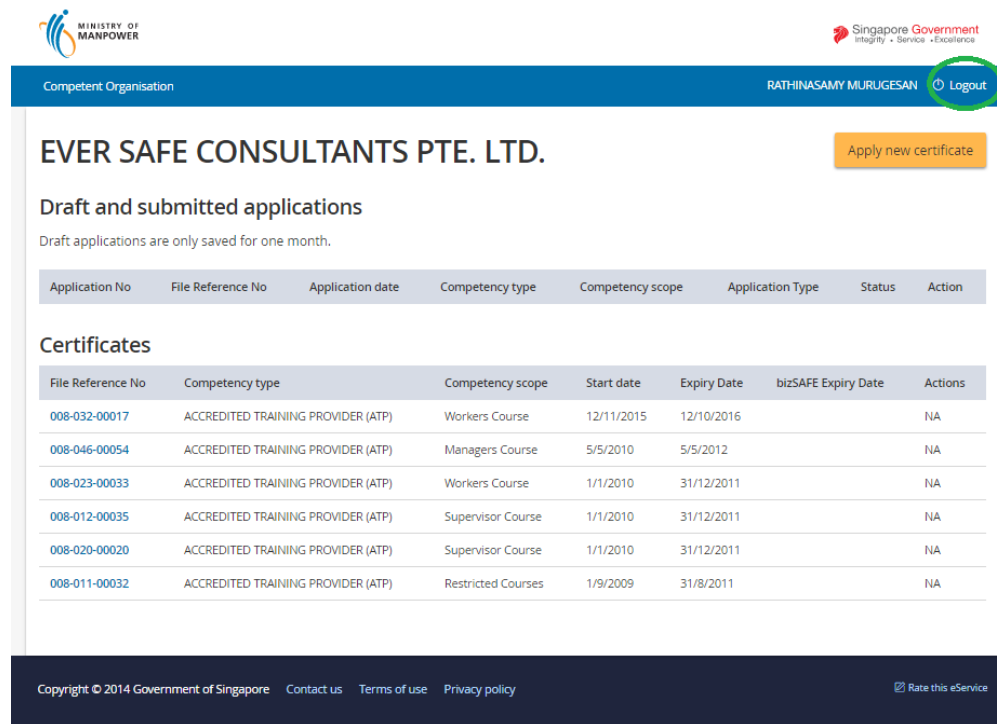 MINISTRY OF
MANPOWER
Singapore Government
Integrity • Service • Excellence
Competent Organisation RATHINASAMY MURUGESAN Logout
EVER SAFE CONSULTANTS PTE. LTD. Apply new certificate
Draft and submitted applications
Draft applications are only saved for one month.
Application No File Reference No Application date Competency type Competency scope Application Type Status Action
Certificates
File Reference No Competency type Competency scope Start date Expiry Date bizSAFE Expiry Date Actions
008-032-00017 ACCREDITED TRAINING PROVIDER (ATP) Workers Course 12/11/2015 12/10/2016 NA
008-046-00054 ACCREDITED TRAINING PROVIDER (ATP) Managers Course 5/5/2010 5/5/2012 NA
008-023-00033 ACCREDITED TRAINING PROVIDER (ATP) Workers Course 1/1/2010 31/12/2011 NA
008-012-00035 ACCREDITED TRAINING PROVIDER (ATP) Supervisor Course 1/1/2010 31/12/2011 NA
008-020-00020 ACCREDITED TRAINING PROVIDER (ATP) Supervisor Course 1/1/2010 31/12/2011 NA
008-011-00032 ACCREDITED TRAINING PROVIDER (ATP) Restricted Courses 1/9/2009 31/8/2011 NA
Copyright © 2014 Government of Singapore Contact us Terms of use Privacy policy Rate this eService